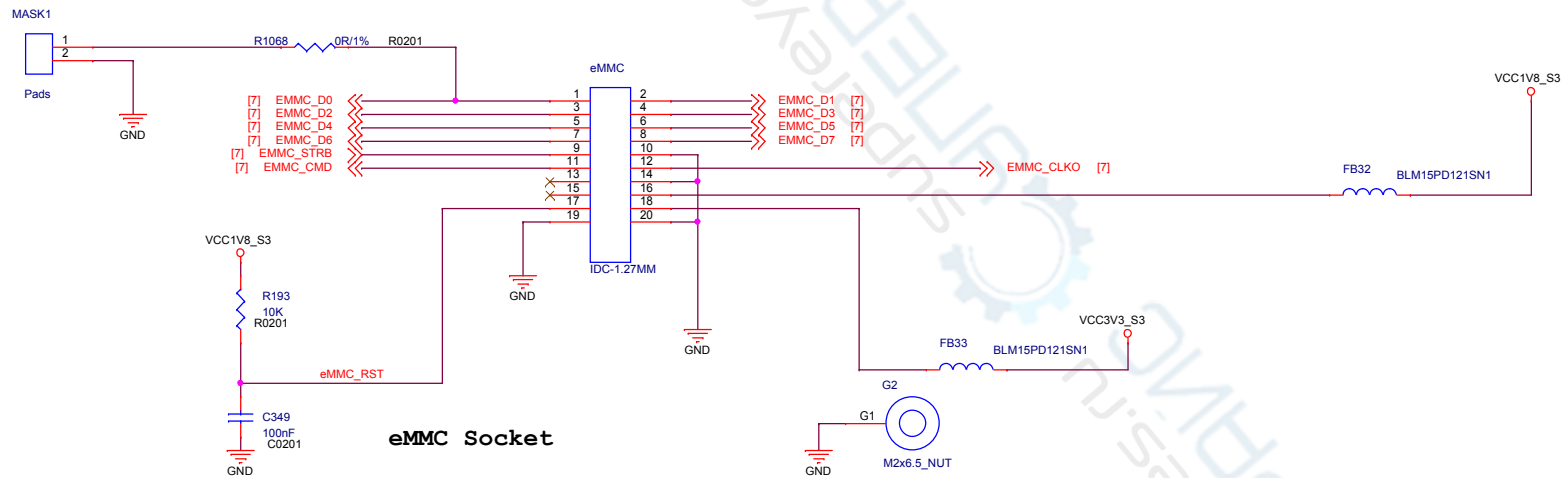 MASK1
1
2
Pads
GND
R1068 0R/1% R0201
eMMC
[7] EMMC_D0 1 2 EMMC_D1 [7]
[7] EMMC_D2 3 4 EMMC_D3 [7]
[7] EMMC_D4 5 6 EMMC_D5 [7]
[7] EMMC_D6 7 8 EMMC_D7 [7]
[7] EMMC_STRB 9 10
[7] EMMC_CMD 11 12 EMMC_CLKO [7]
13 14
15 16
17 18
19 20
IDC-1.27MM
GND
GND
FB32 BLM15PD121SN1
VCC1V8_S3
VCC1V8_S3
R193
10K
R0201
eMMC_RST
C349
100nF
C0201
GND
eMMC Socket
VCC3V3_S3
FB33 BLM15PD121SN1
G2
G1
M2x6.5_NUT
GND